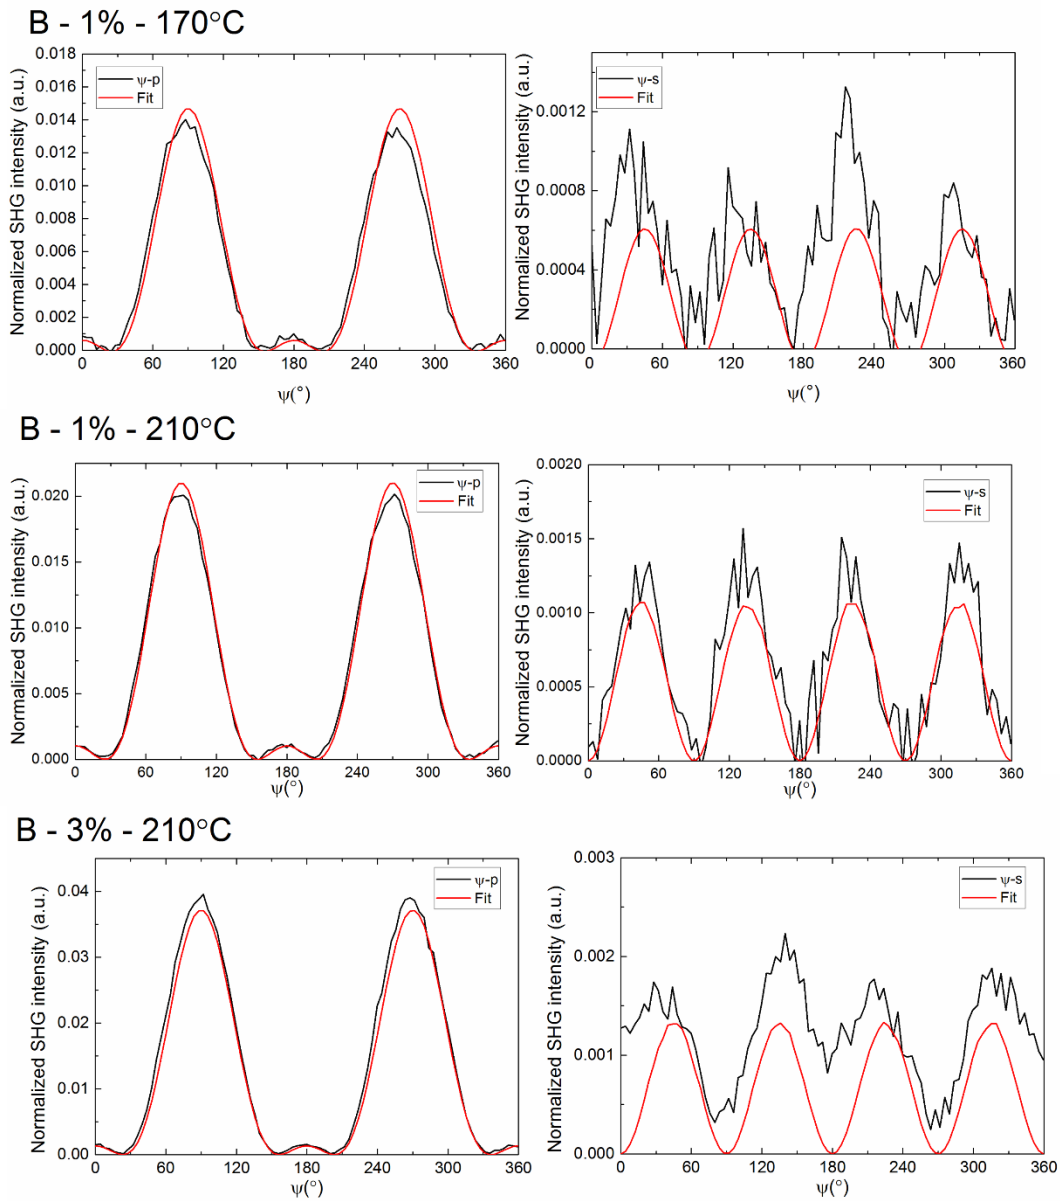 B - 1% - 170°C
Normalized SHG intensity (a.u.)
0.018
0.016
0.014
0.012
0.010
0.008
0.006
0.004
0.002
0.000
ψ-p
Fit
60 120 180 240 300 360
ψ(°)
Normalized SHG intensity (a.u.)
0.0012
0.0008
0.0004
0.0000
ψ-s
Fit
0 60 120 180 240 300 360
ψ(°)
B - 1% - 210°C
Normalized SHG intensity (a.u.)
0.020
0.015
0.010
0.005
0.000
ψ-p
Fit
0 60 120 180 240 300 360
ψ(°)
Normalized SHG intensity (a.u.)
0.0020
0.0015
0.0010
0.0005
0.0000
ψ-s
Fit
0 60 120 180 240 300 360
ψ(°)
B - 3% - 210°C
Normalized SHG intensity (a.u.)
0.04
0.03
0.02
0.01
0.00
ψ-p
Fit
0 60 120 180 240 300 360
ψ(°)
Normalized SHG intensity (a.u.)
0.003
0.002
0.001
0.000
ψ-s
Fit
0 60 120 180 240 300 360
ψ(°)